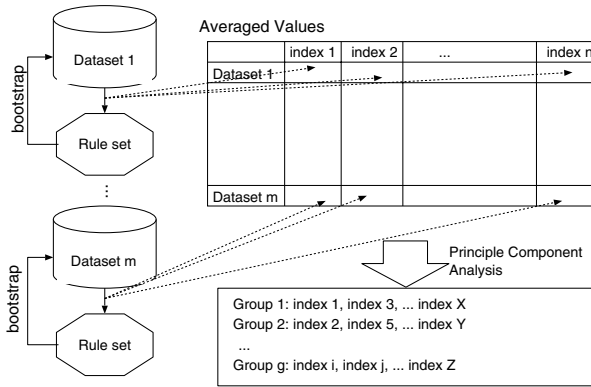 Averaged Values
index 1 index 2 ... index n
Dataset 1
Dataset m
Dataset 1
bootstrap
Rule set
...
Dataset m
bootstrap
Rule set
Principle Component
Analysis
Group 1: index 1, index 3, ... index X
Group 2: index 2, index 5, ... index Y
...
Group g: index i, index j, ... index Z